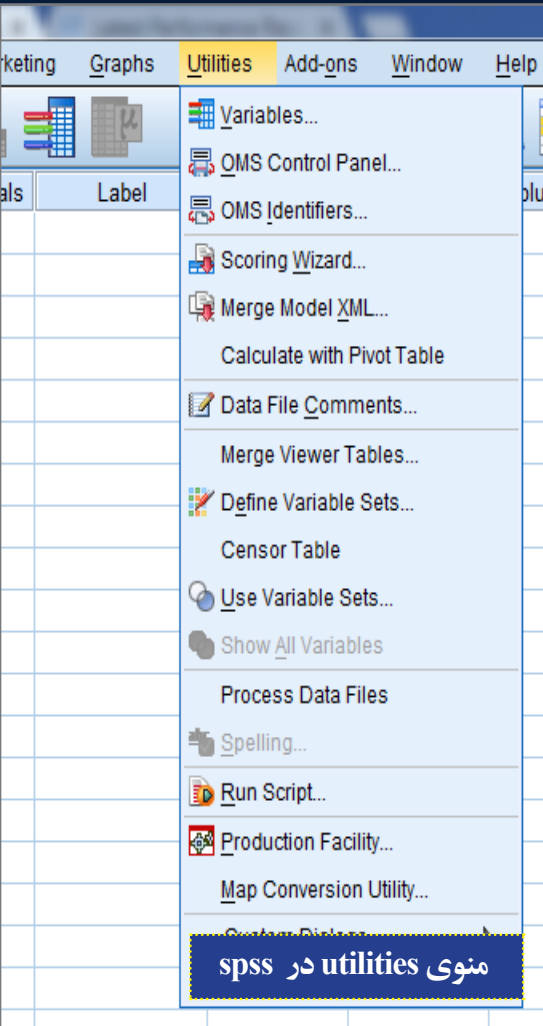 Graphs Utilities Add-ons Window Help
Label
Variables...
OMS Control Panel...
OMS Identifiers...
Scoring Wizard...
Merge Model XML...
Calculate with Pivot Table
Data File Comments...
Merge Viewer Tables...
Define Variable Sets...
Censor Table
Use Variable Sets...
Show All Variables
Process Data Files
Spelling...
Run Script...
Production Facility...
Map Conversion Utility...
منوی utilities در spss